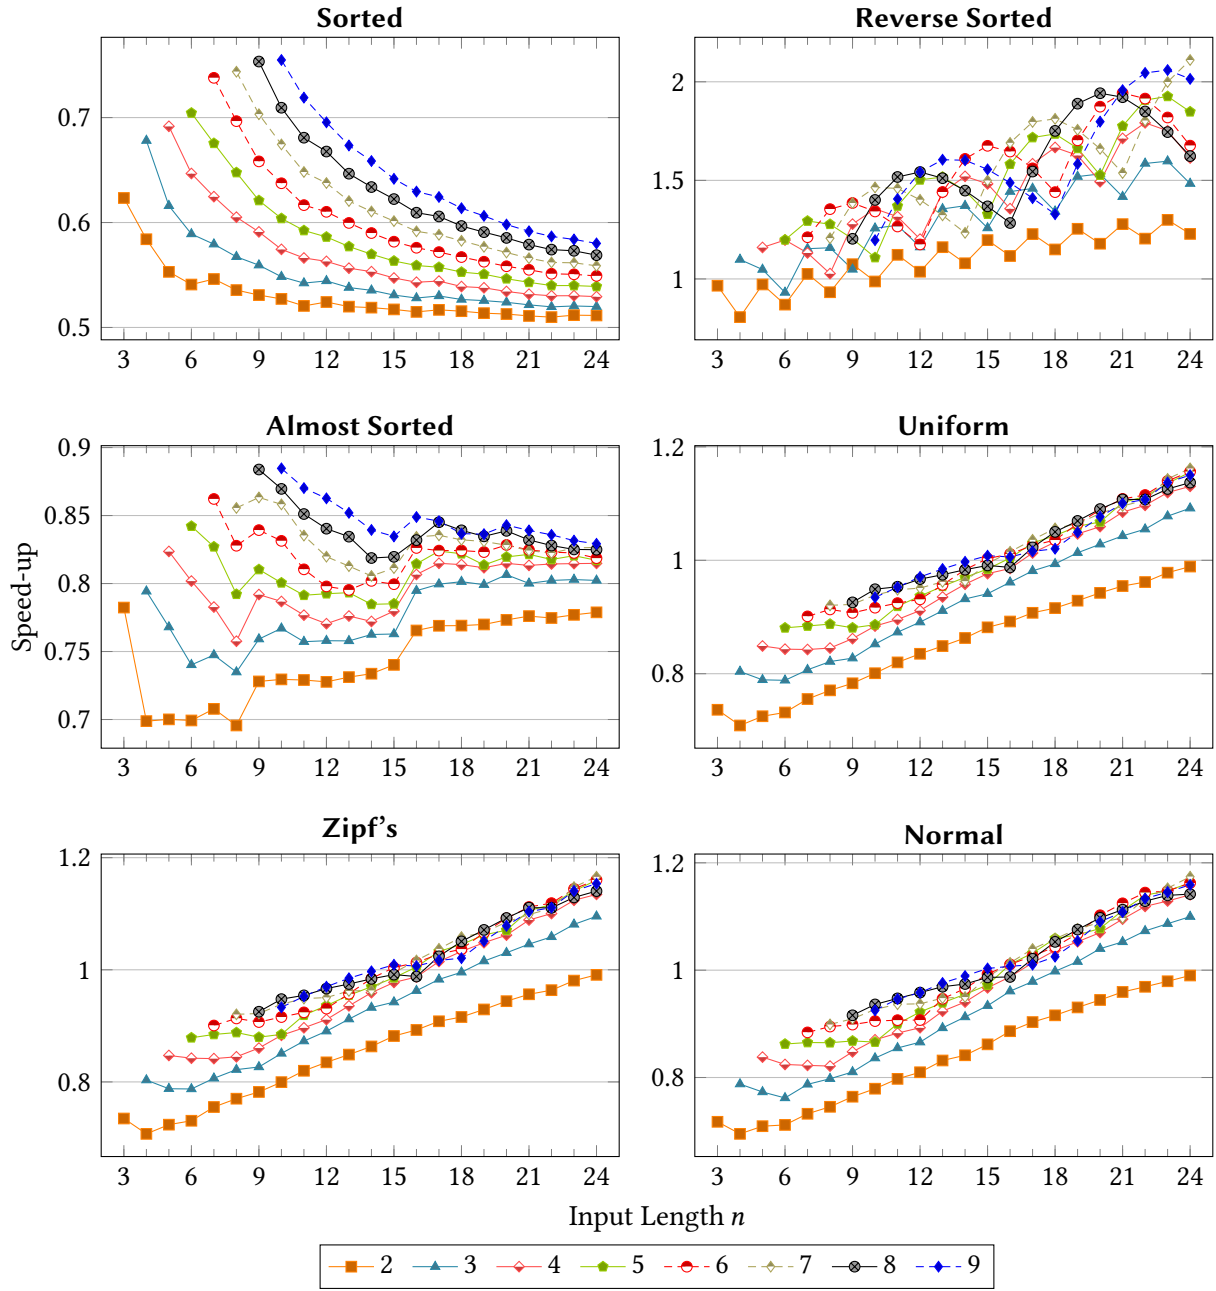 Sorted
Reverse Sorted
0.7
0.6
0.5
3 6 9 12 15 18 21 24
2
1.5
1
3 6 9 12 15 18 21 24
Almost Sorted
Uniform
Speed-up
0.9
0.85
0.8
0.75
0.7
3 6 9 12 15 18 21 24
1.2
1
0.8
3 6 9 12 15 18 21 24
Zipf's
Normal
1.2
1
0.8
3 6 9 12 15 18 21 24
1.2
1
0.8
3 6 9 12 15 18 21 24
Input Length n
2 3 4 5 6 7 8 9